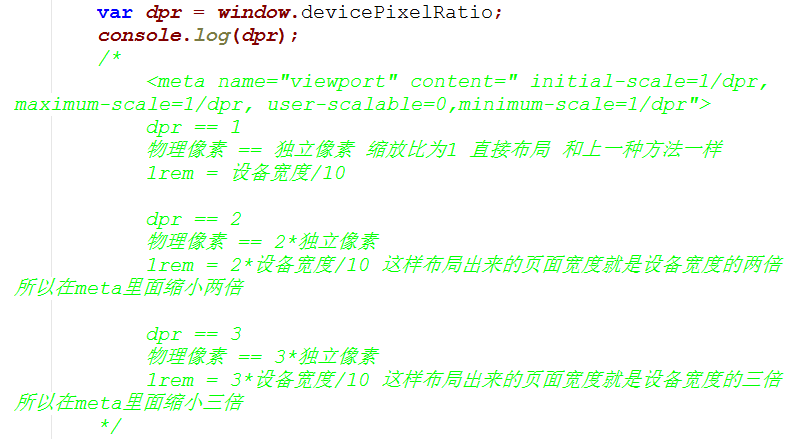 var dpr = window.devicePixelRatio;
console.log(dpr);
/*
<meta name="viewport" content=" initial-scale=1/dpr,
maximum-scale=1/dpr, user-scalable=0,minimum-scale=1/dpr">
dpr == 1
物理像素 == 独立像素 缩放比为1 直接布局 和上一种方法一样
1rem = 设备宽度/10
dpr == 2
物理像素 == 2*独立像素
1rem = 2*设备宽度/10 这样布局出来的页面宽度就是设备宽度的两倍
所以在meta里面缩小两倍
dpr == 3
物理像素 == 3*独立像素
1rem = 3*设备宽度/10 这样布局出来的页面宽度就是设备宽度的三倍
所以在meta里面缩小三倍
*/